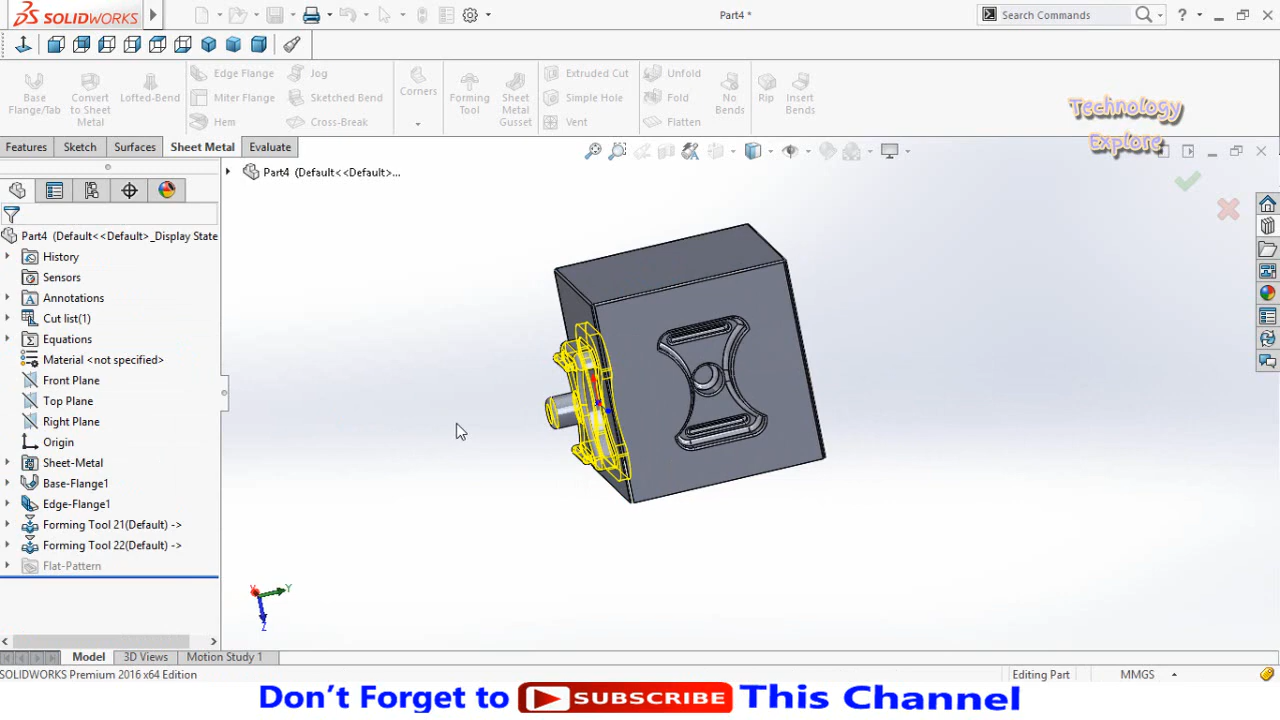 SOLIDWORKS
Part4 *
Search Commands
?
Base Flange/Tab
Convert to Sheet Metal
Lofted-Bend
Edge Flange
Miter Flange
Hem
Jog
Sketched Bend
Cross-Break
Corners
Forming Tool
Sheet Metal Gusset
Extruded Cut
Simple Hole
Vent
Unfold
Fold
Flatten
No Bends
Rip
Insert Bends
Technology
Explore
Features
Sketch
Surfaces
Sheet Metal
Evaluate
Part4 (Default<<Default>...
Part4 (Default<<Default>_Display State
History
Sensors
Annotations
Cut list(1)
Equations
Material <not specified>
Front Plane
Top Plane
Right Plane
Origin
Sheet-Metal
Base-Flange1
Edge-Flange1
Forming Tool 21(Default) ->
Forming Tool 22(Default) ->
Flat-Pattern
X
Y
Z
Model
3D Views
Motion Study 1
SOLIDWORKS Premium 2016 x64 Edition
Editing Part
MMGS
Don't Forget to SUBSCRIBE This Channel